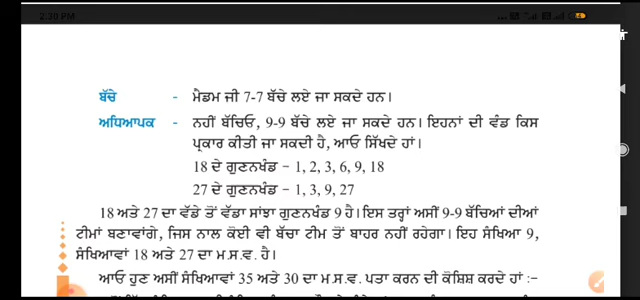 2:20 PM
ਬੱਚੇ - ਮੈਡਮ ਜੀ 7-7 ਬੱਚੇ ਲਏ ਜਾ ਸਕਦੇ ਹਨ।
ਅਧਿਆਪਕ - ਨਹੀਂ ਬੱਚਿਓ, 9-9 ਬੱਚੇ ਲਏ ਜਾ ਸਕਦੇ ਹਨ। ਇਹਨਾਂ ਦੀ ਵੰਡ ਕਿਸ
ਪ੍ਰਕਾਰ ਕੀਤੀ ਜਾ ਸਕਦੀ ਹੈ, ਆਓ ਸਿੱਖਦੇ ਹਾਂ।
18 ਦੇ ਗੁਣਨਖੰਡ – 1, 2, 3, 6, 9, 18
27 ਦੇ ਗੁਣਨਖੰਡ – 1, 3, 9, 27
18 ਅਤੇ 27 ਦਾ ਵੱਡੇ ਤੋਂ ਵੱਡਾ ਸਾਂਝਾ ਗੁਣਨਖੰਡ 9 ਹੈ। ਇਸ ਤਰ੍ਹਾਂ ਅਸੀਂ 9-9 ਬੱਚਿਆਂ ਦੀਆਂ
ਟੀਮਾਂ ਬਣਾਵਾਂਗੇ, ਜਿਸ ਨਾਲ ਕੋਈ ਵੀ ਬੱਚਾ ਟੀਮ ਤੋਂ ਬਾਹਰ ਨਹੀਂ ਰਹੇਗਾ। ਇਹ ਸੰਖਿਆ 9,
ਸੰਖਿਆਵਾਂ 18 ਅਤੇ 27 ਦਾ ਮ.ਸ.ਵ. ਹੈ।
ਆਓ ਹੁਣ ਅਸੀਂ ਸੰਖਿਆਵਾਂ 35 ਅਤੇ 30 ਦਾ ਮ.ਸ.ਵ. ਪਤਾ ਕਰਨ ਦੀ ਕੋਸ਼ਿਸ਼ ਕਰਦੇ ਹਾਂ :–